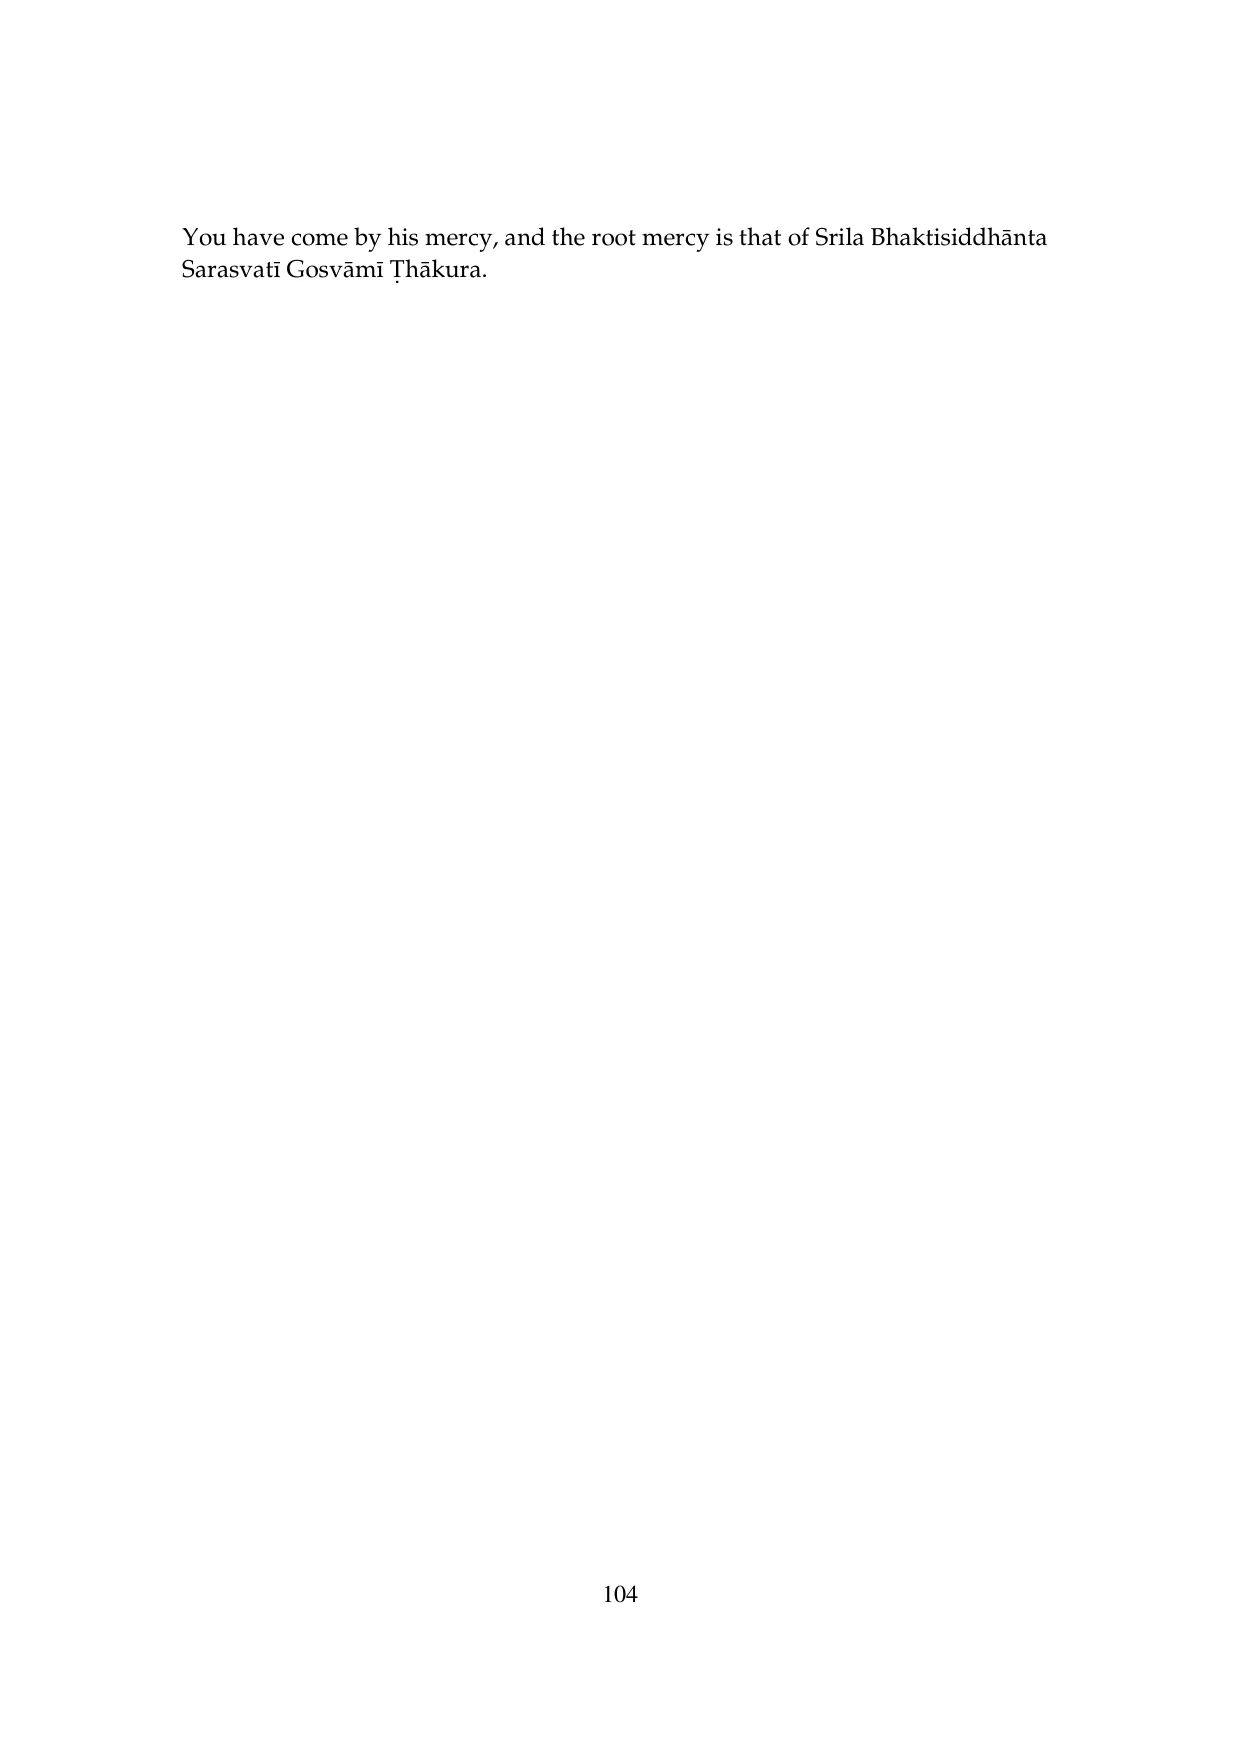 You have come by his mercy, and the root mercy is that of Srila Bhaktisiddhānta
Sarasvatī Gosvāmī Ṭhākura.
104